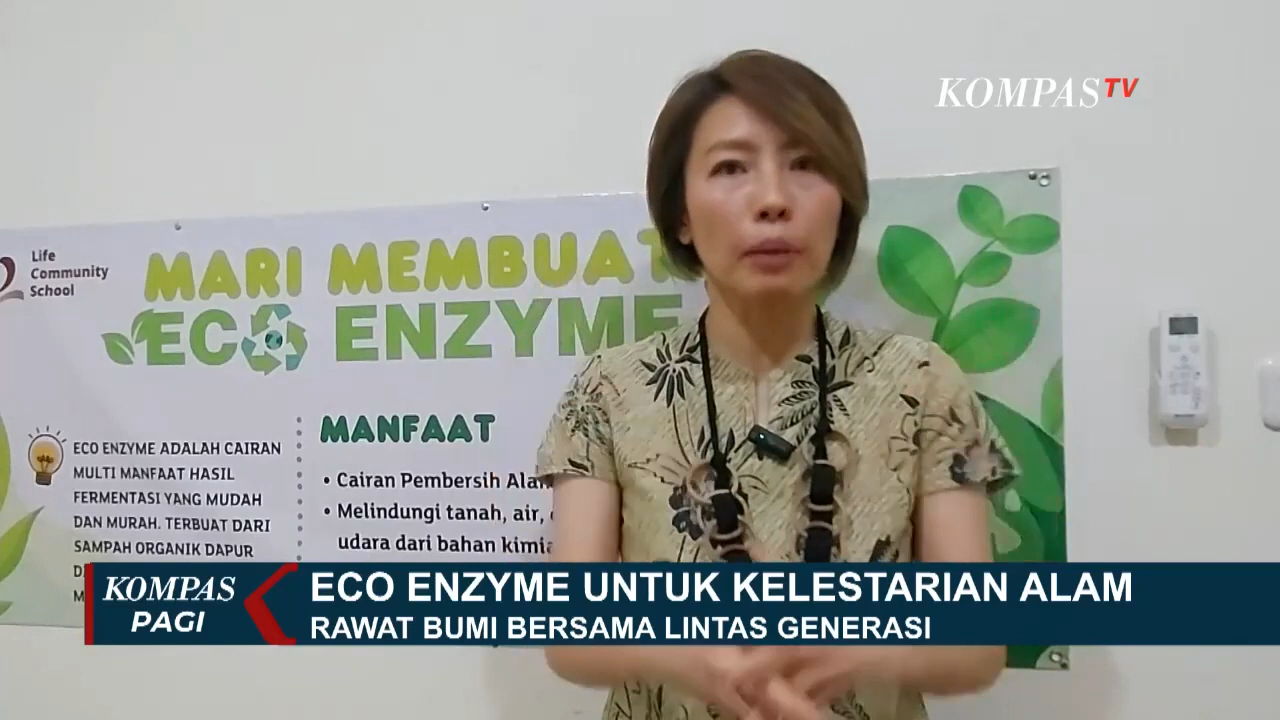 KOMPAS TV
Life
Community
School
MARI MEMBUAT
ECO ENZYME
ECO ENZYME ADALAH CAIRAN
MULTI MANFAAT HASIL
FERMENTASI YANG MUDAH
DAN MURAH. TERBUAT DARI
SAMPAH ORGANIK DAPUR
MANFAAT
• Cairan Pembersih
• Melindungi tanah, air,
udara dari bahan
KOMPAS
PAGI
ECO ENZYME UNTUK KELESTARIAN ALAM
RAWAT BUMI BERSAMA LINTAS GENERASI